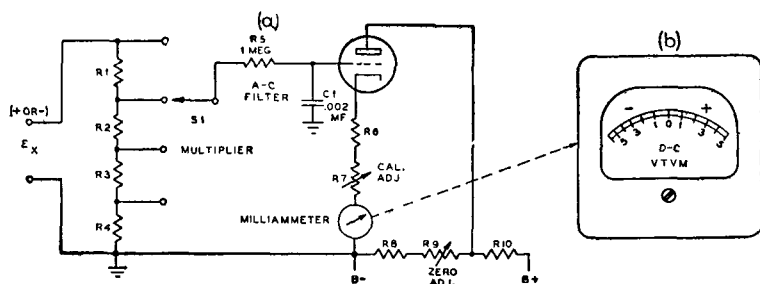 (a)
(b)
R5
1 MEG
R1
A-C
FILTER
C1
.002
MF
(+ OR -)
S1
R2
R6
Ex
MULTIPLIER
R7
CAL.
ADJ
R3
MILLIAMMETER
R4
R8
R9
R10
B-
ZERO
ADJ.
B+
- +
5 3 1 0 1 3 5
D-C
VTVM